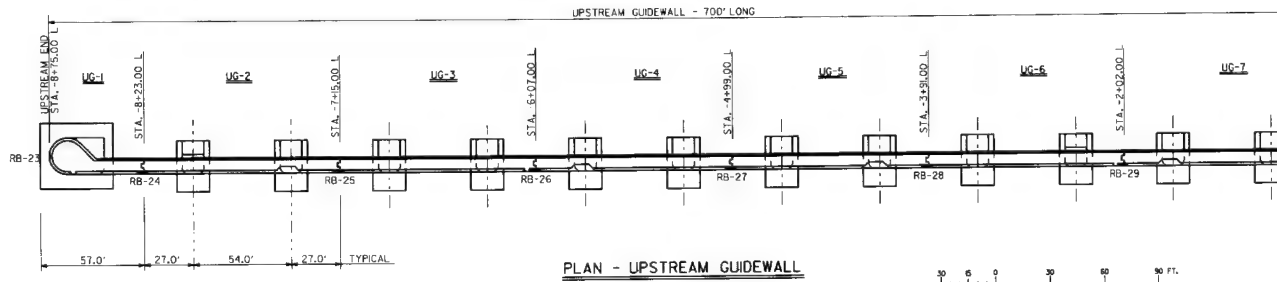 UPSTREAM GUIDEWALL - 700' LONG
UPSTREAM END
STA. -8+75.00 L
UG-1
STA. -8+23.00 L
UG-2
STA. -7+15.00 L
UG-3
STA. -6+07.00 L
UG-4
STA. -4+99.00 L
UG-5
STA. -3+91.00 L
UG-6
STA. -2+02.00 L
UG-7
RB-23
RB-24
RB-25
RB-26
RB-27
RB-28
RB-29
57.0'
27.0'
54.0'
27.0'
TYPICAL
PLAN - UPSTREAM GUIDEWALL
30 15 0 30 60 90 FT.